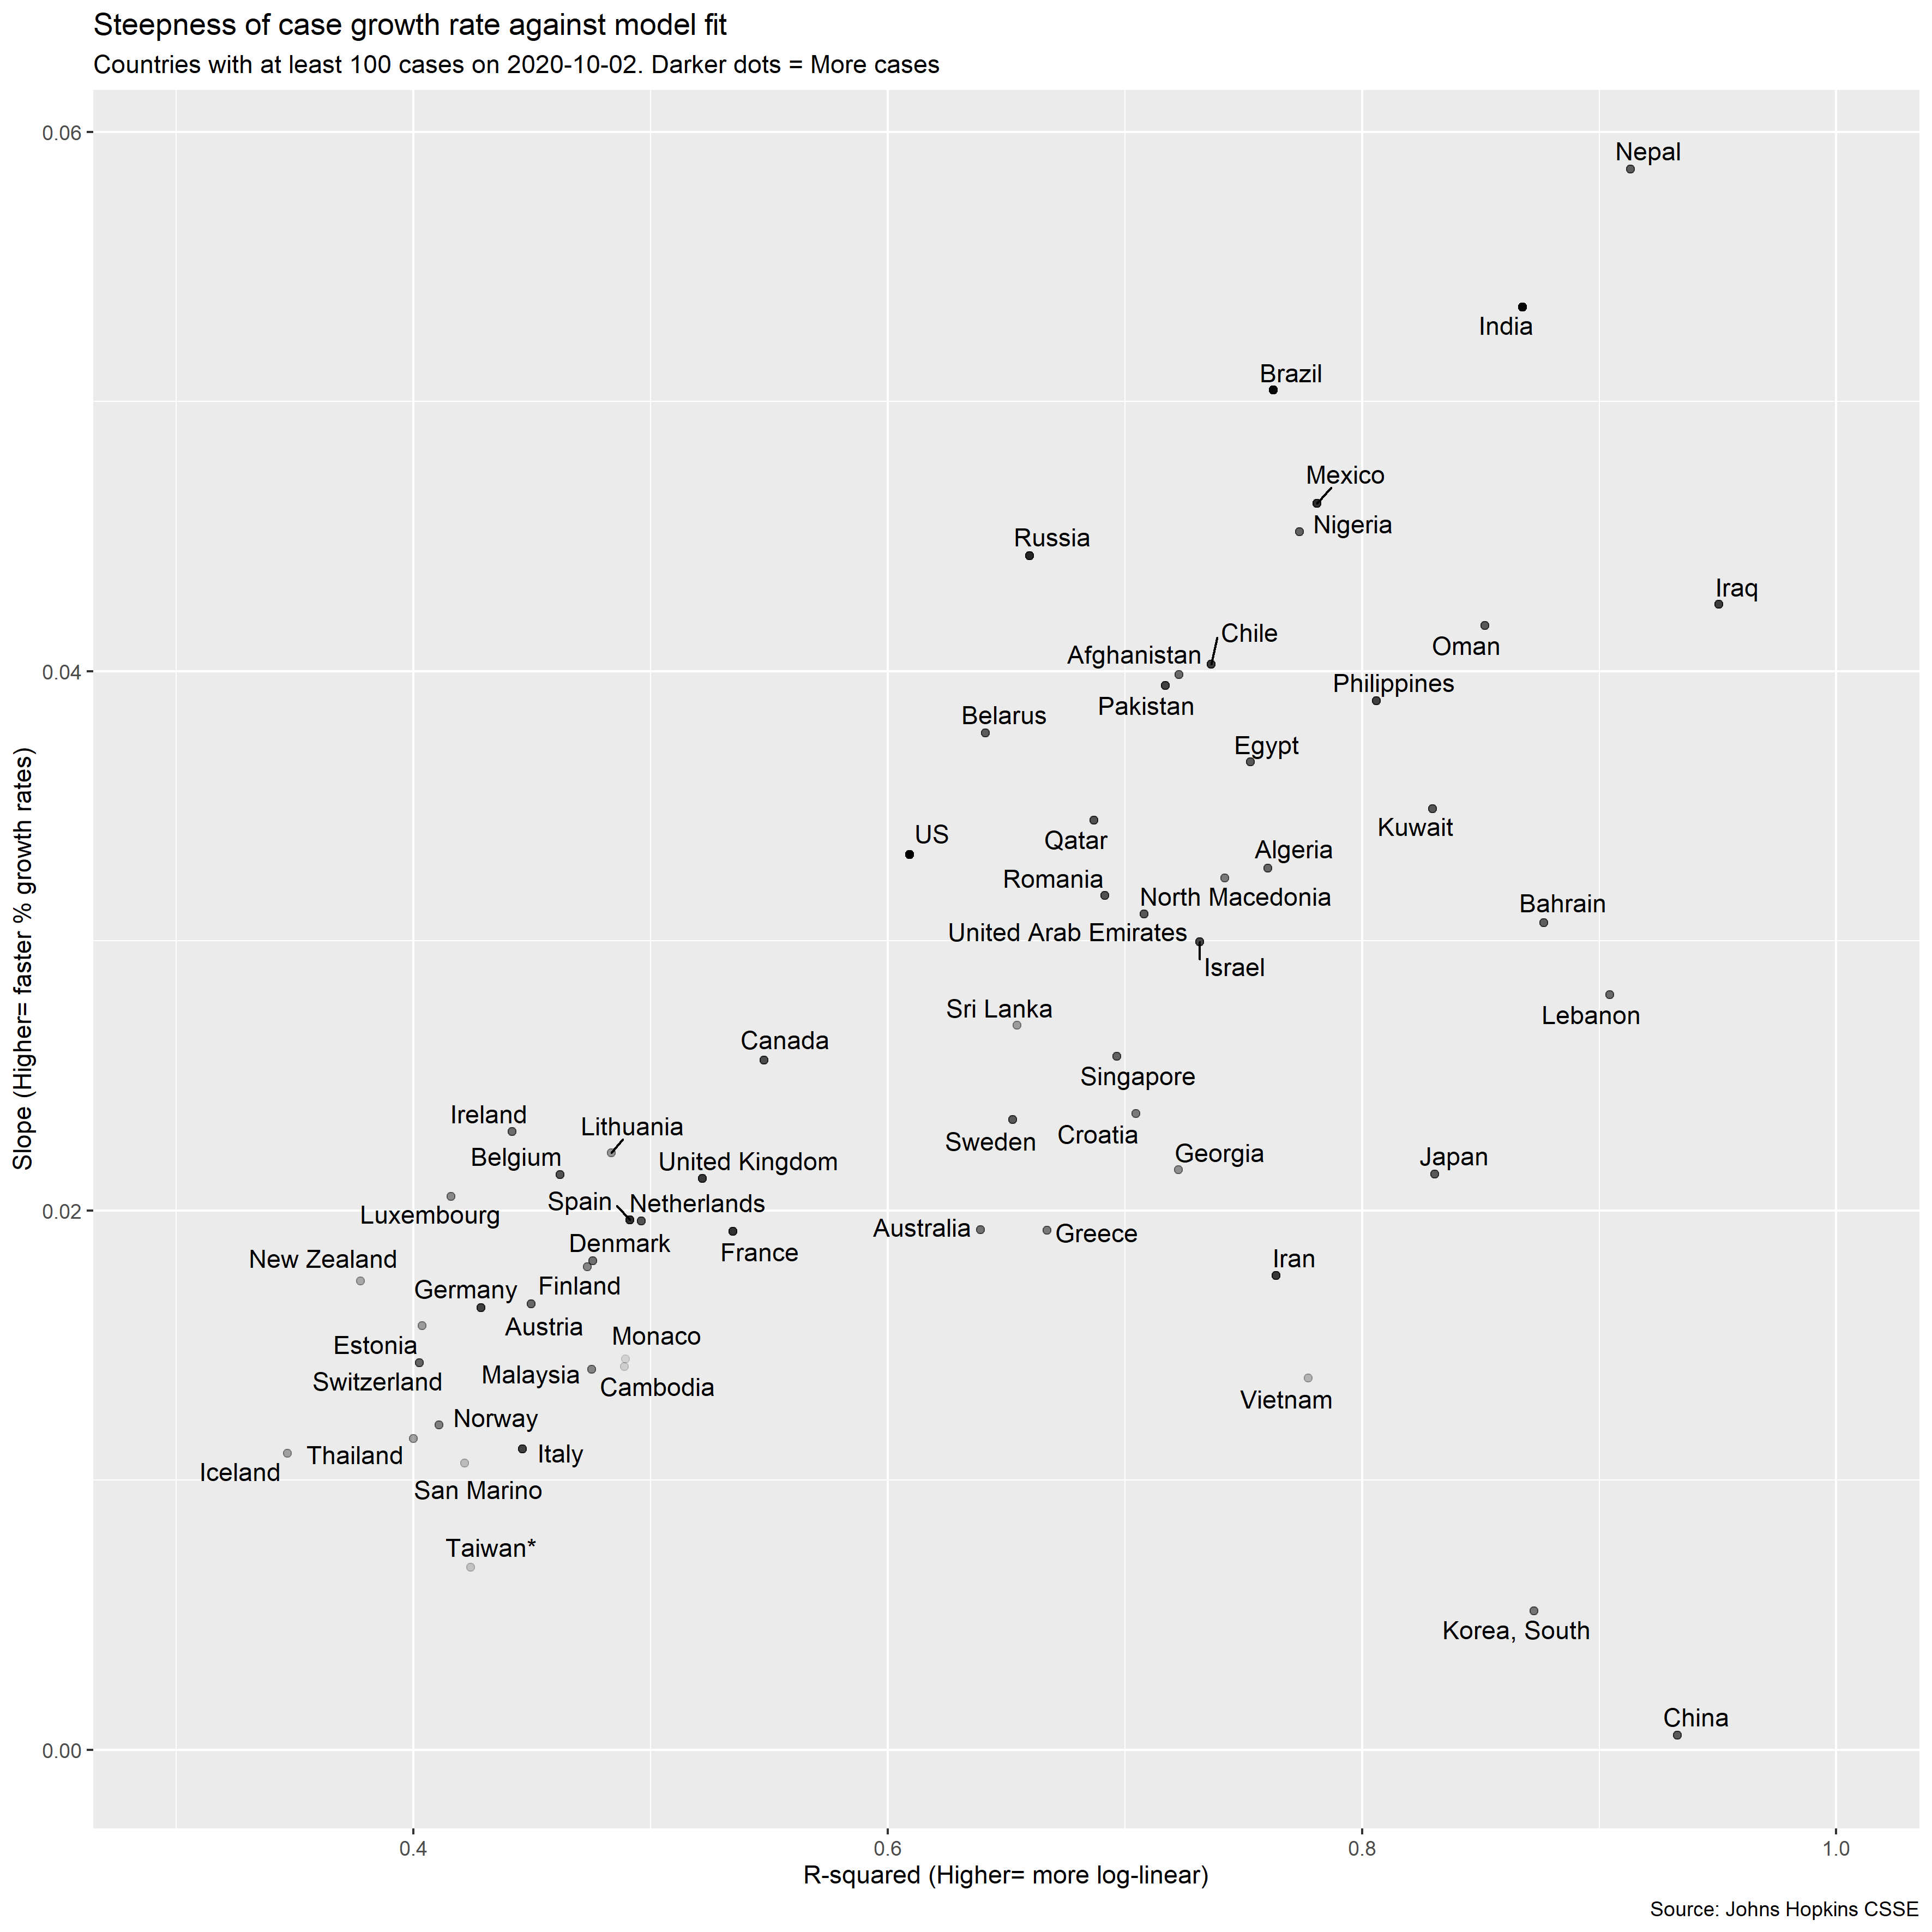 Steepness of case growth rate against model fit
Countries with at least 100 cases on 2020-10-02. Darker dots = More cases
0.06
Nepal
India
Brazil
Mexico
Nigeria
Russia
Iraq
Chile
Oman
Afghanistan
0.04
Philippines
Pakistan
Belarus
Egypt
Kuwait
US
Qatar
Algeria
Romania
North Macedonia
Bahrain
United Arab Emirates
Israel
Sri Lanka
Lebanon
Canada
Singapore
Ireland
Lithuania
Sweden
Croatia
Georgia
Belgium
United Kingdom
Japan
Spain
Netherlands
0.02
Luxembourg
Australia
Greece
Denmark
France
New Zealand
Iran
Germany
Finland
Austria
Monaco
Estonia
Malaysia
Switzerland
Cambodia
Vietnam
Norway
Italy
Thailand
Iceland
San Marino
Taiwan*
Korea, South
China
0.00
Slope (Higher= faster % growth rates)
0.4
0.6
0.8
1.0
R-squared (Higher= more log-linear)
Source: Johns Hopkins CSSE